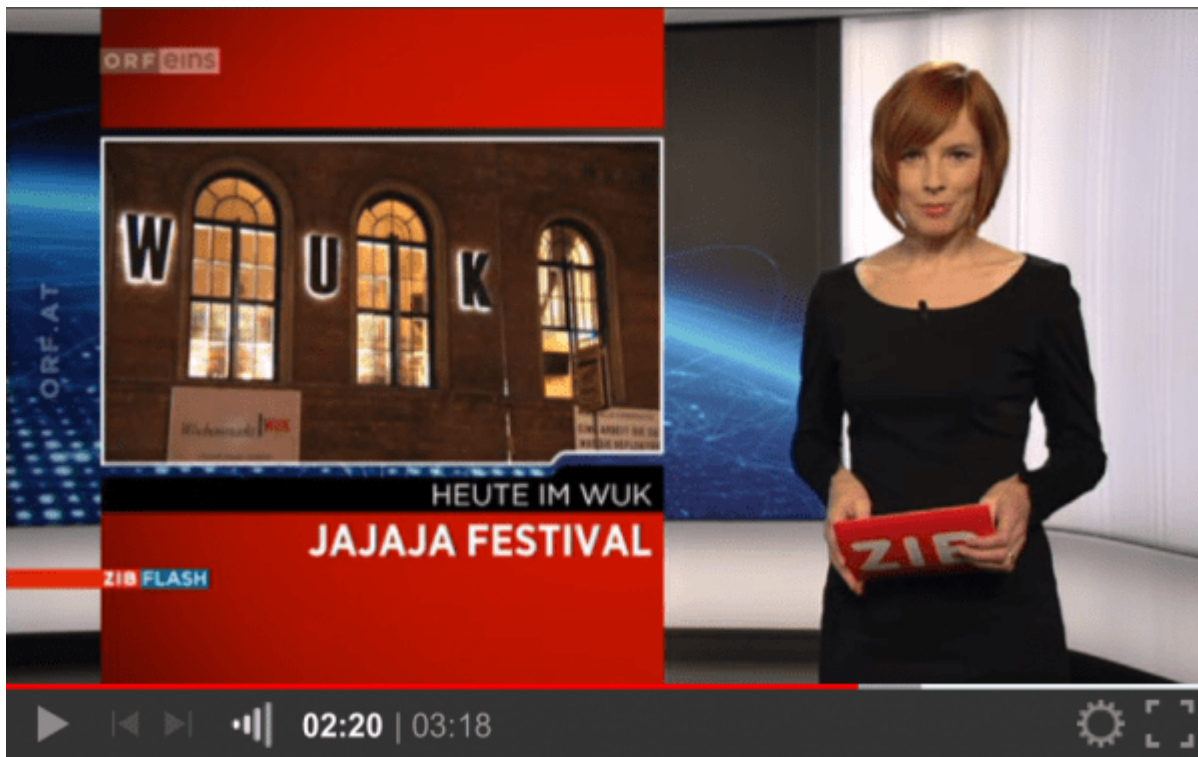 ORF eins
W U K
ORF.AT
WUK
HEUTE IM WUK
JAJAJA FESTIVAL
ZIB FLASH
ZIB
02:20 | 03:18